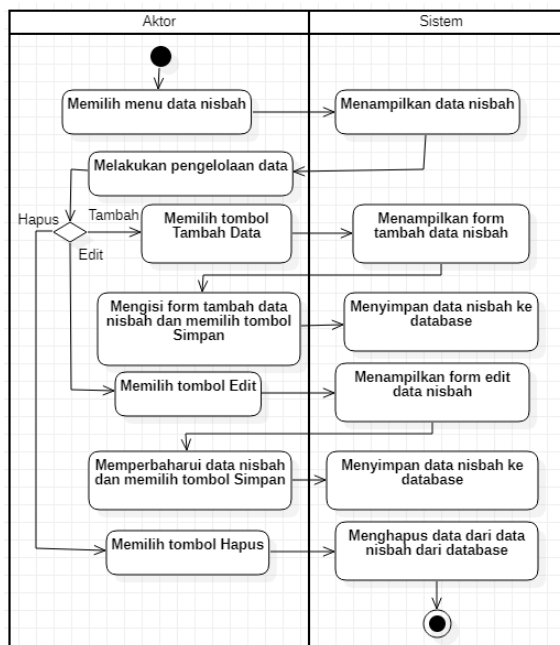 Aktor
Sistem
Memilih menu data nisbah
Menampilkan data nisbah
Melakukan pengelolaan data
Hapus
Tambah
Edit
Memilih tombol
Tambah Data
Menampilkan form
tambah data nisbah
Mengisi form tambah data
nisbah dan memilih tombol
Simpan
Menyimpan data nisbah ke
database
Memilih tombol Edit
Menampilkan form edit
data nisbah
Memperbaharui data nisbah
dan memilih tombol Simpan
Menyimpan data nisbah ke
database
Memilih tombol Hapus
Menghapus data dari data
nisbah dari database